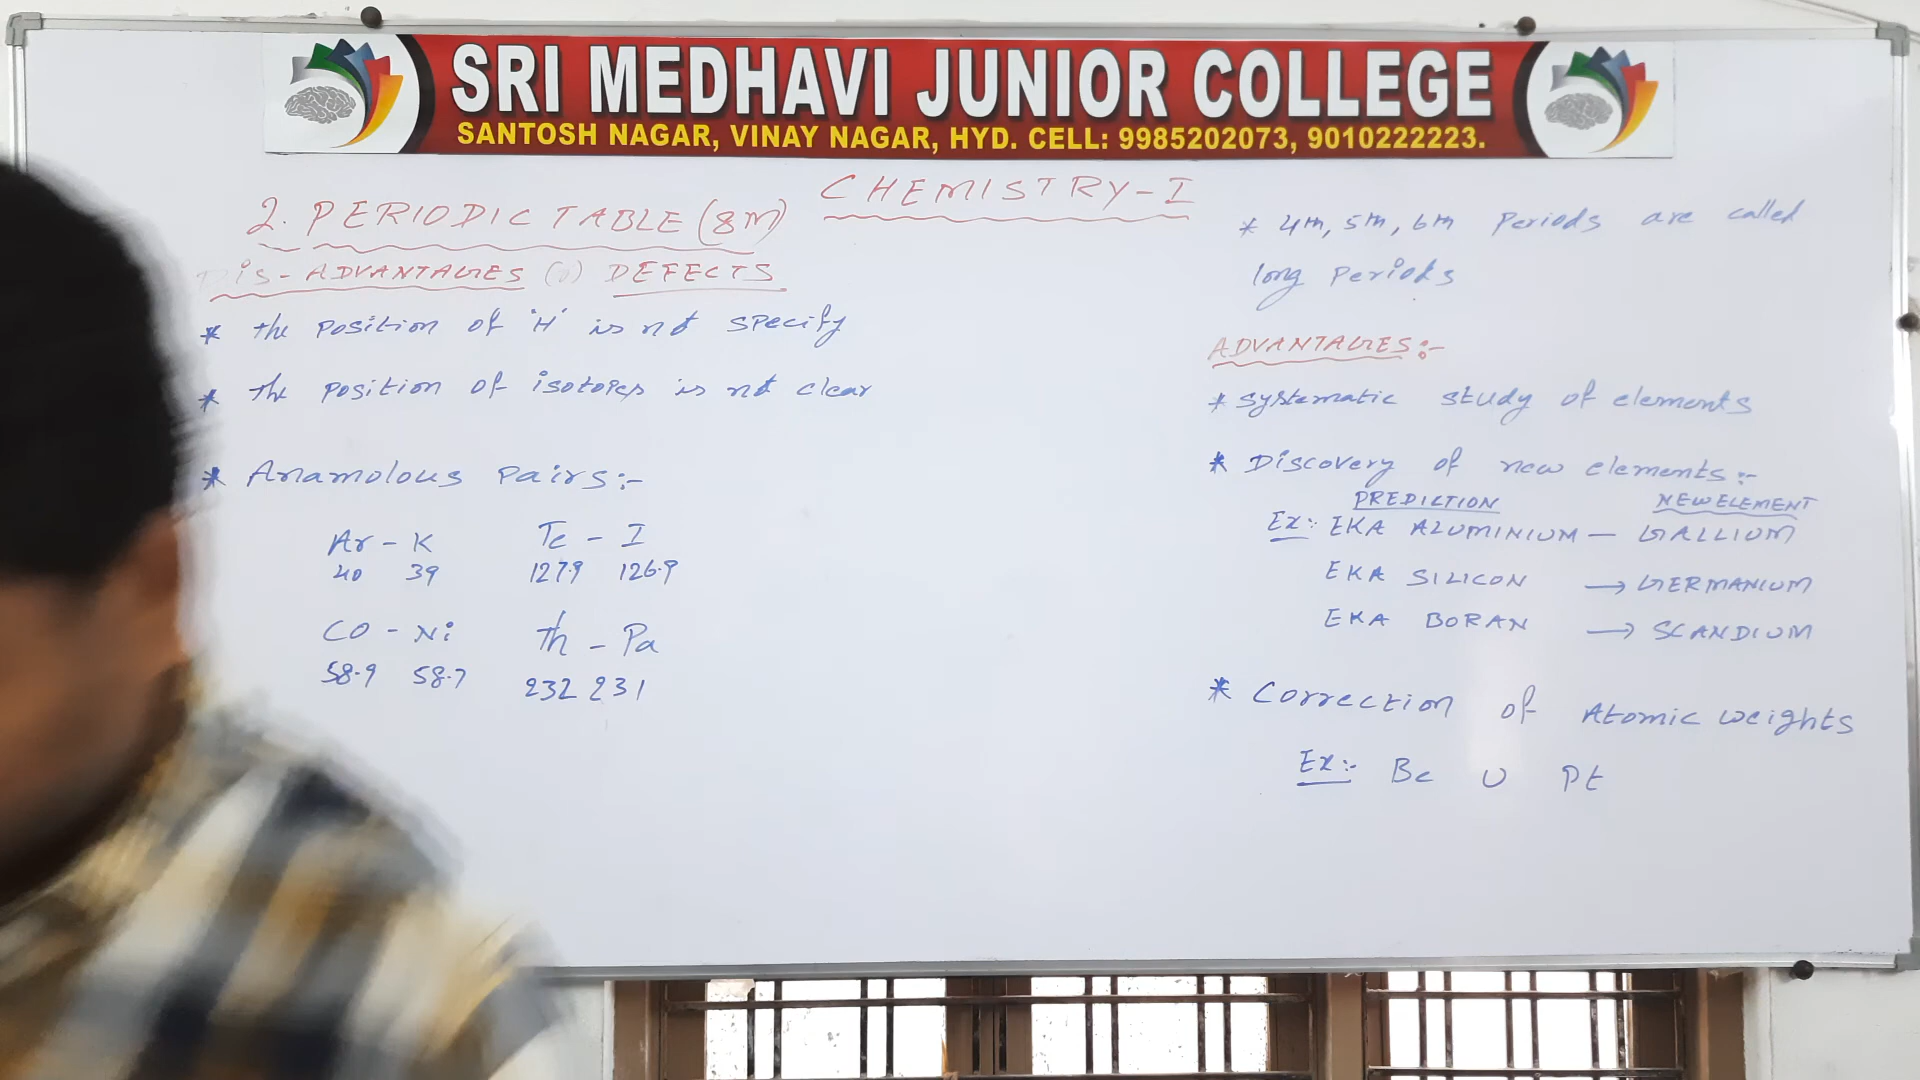 SRI MEDHAVI JUNIOR COLLEGE
SANTOSH NAGAR, VINAY NAGAR, HYD. CELL: 9985202073, 9010222223.
CHEMISTRY-I
2. PERIODIC TABLE (8M)
DIS-ADVANTAGES (o) DEFECTS
* the position of 'H' is not specify
* the position of isotopes is not clear
* Anamolous pairs:-
Ar - K Te - I
40 39 127.9 126.9
CO - Ni Th - Pa
58.9 58.7 232 231
* 4th, 5th, 6th periods are called
long periods
ADVANTAGES:-
* systematic study of elements
* Discovery of new elements:-
PREDICTION NEW ELEMENT
Ex:- EKA ALUMINIUM — GALLIUM
EKA SILICON → GERMANIUM
EKA BORAN → SCANDIUM
* Correction of Atomic weights
Ex:- Be U Pt